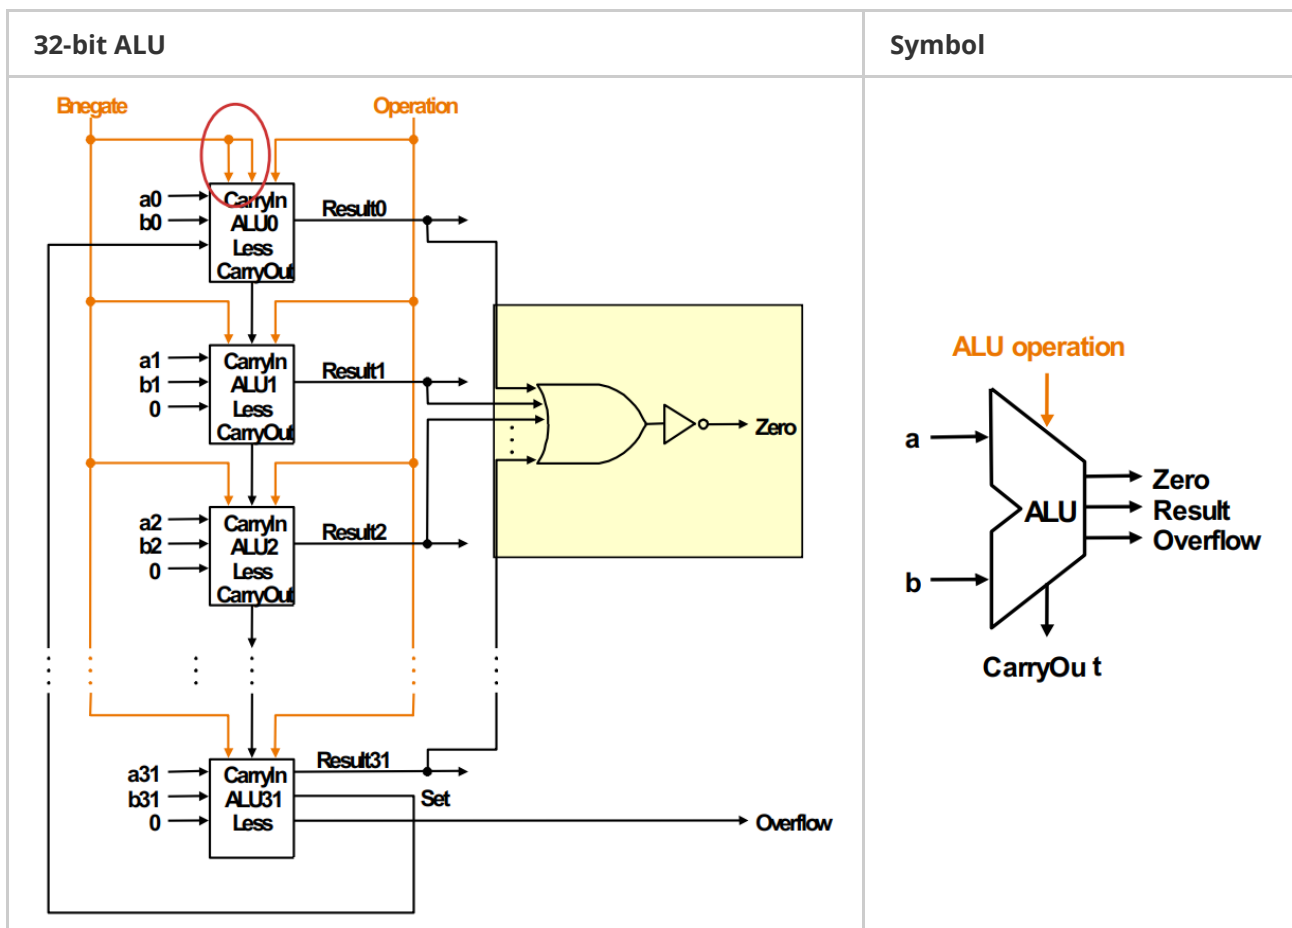 32-bit ALU
Symbol
Bnegate
Operation
a0
b0
CarryIn
ALU0
Less
CarryOut
Result0
a1
b1
0
CarryIn
ALU1
Less
CarryOut
Result1
a2
b2
0
CarryIn
ALU2
Less
CarryOut
Result2
Zero
a31
b31
0
CarryIn
ALU31
Less
Result31
Set
Overflow
ALU operation
a
b
ALU
Zero
Result
Overflow
CarryOu t